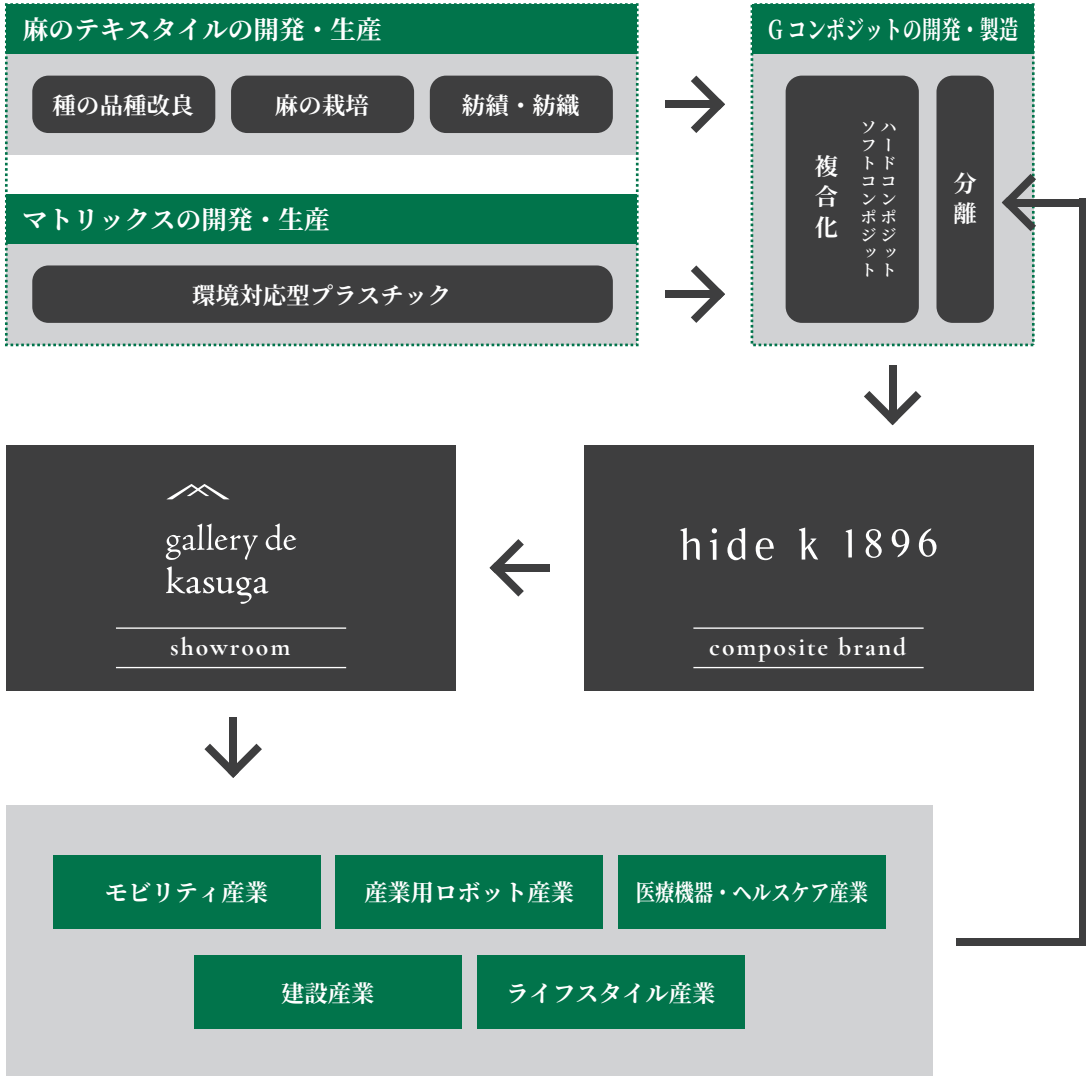 麻のテキスタイルの開発・生産
種の品種改良
麻の栽培
紡績・紡織
マトリックスの開発・生産
環境対応型プラスチック
Gコンポジットの開発・製造
複合化
ハードコンポジット
ソフトコンポジット
分離
hide k 1896
composite brand
gallery de
kasuga
showroom
モビリティ産業
産業用ロボット産業
医療機器・ヘルスケア産業
建設産業
ライフスタイル産業